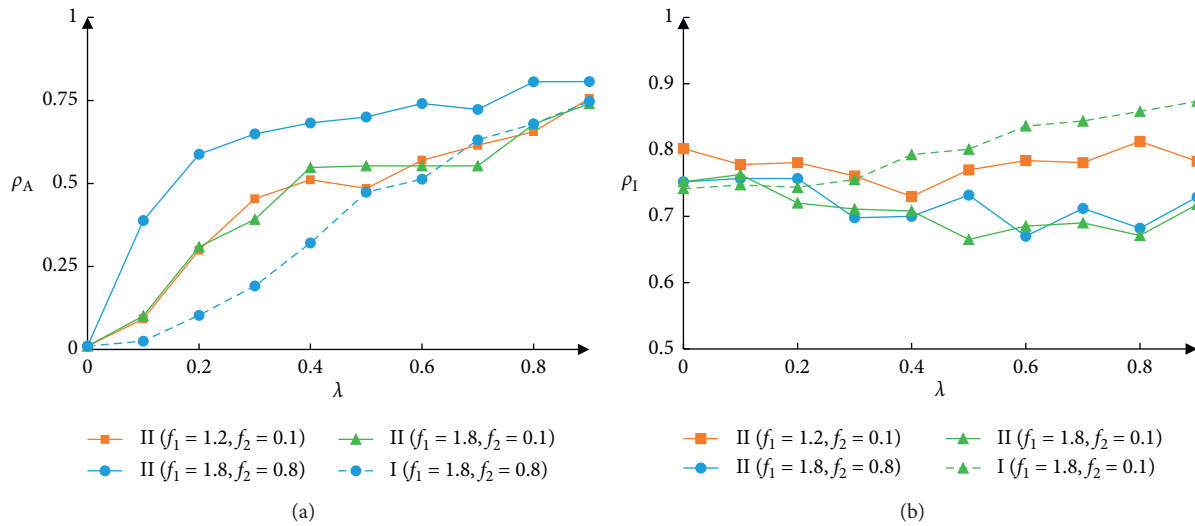 1
0.75
ρA
0.5
0.25
0
0 0.2 0.4 0.6 0.8
λ
II (f1 = 1.2, f2 = 0.1)
II (f1 = 1.8, f2 = 0.1)
II (f1 = 1.8, f2 = 0.8)
I (f1 = 1.8, f2 = 0.8)
(a)
1
0.9
0.8
ρI
0.7
0.6
0.5
0 0.2 0.4 0.6 0.8
λ
II (f1 = 1.2, f2 = 0.1)
II (f1 = 1.8, f2 = 0.1)
II (f1 = 1.8, f2 = 0.8)
I (f1 = 1.8, f2 = 0.1)
(b)